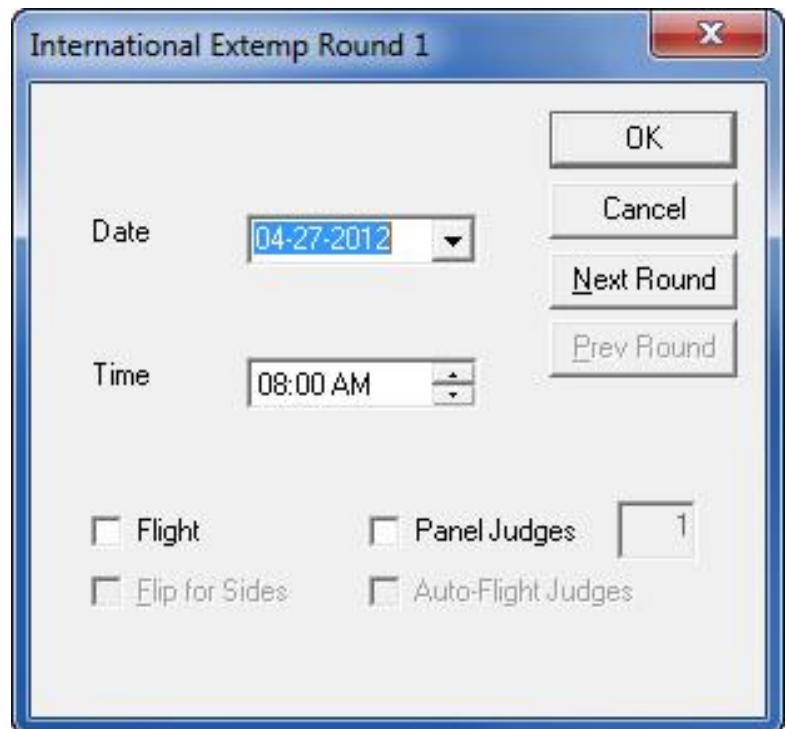 International Extemp Round 1
OK
Date 04-27-2012
Cancel
Next Round
Prev Round
Time 08:00 AM
Flight Panel Judges 1
Flip for Sides Auto-Flight Judges